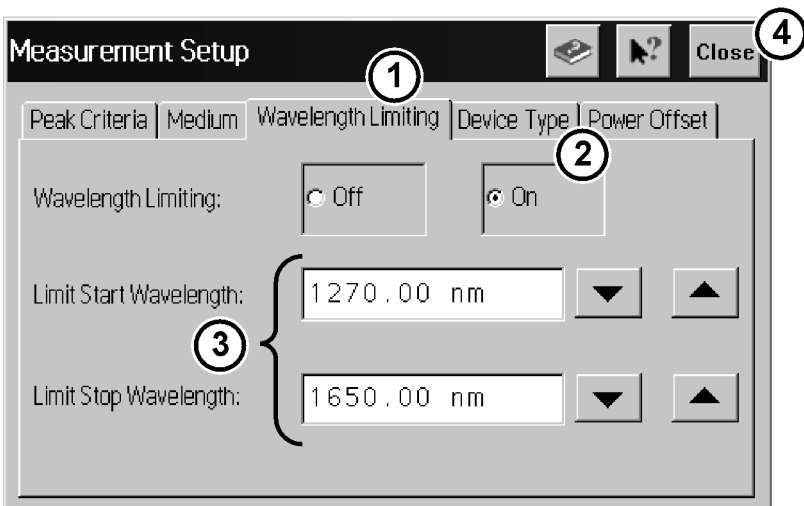 Measurement Setup ? ? Close 4
1
Peak Criteria Medium Wavelength Limiting Device Type Power Offset
2
Wavelength Limiting: Off On
Limit Start Wavelength: 1270.00 nm
3
Limit Stop Wavelength: 1650.00 nm